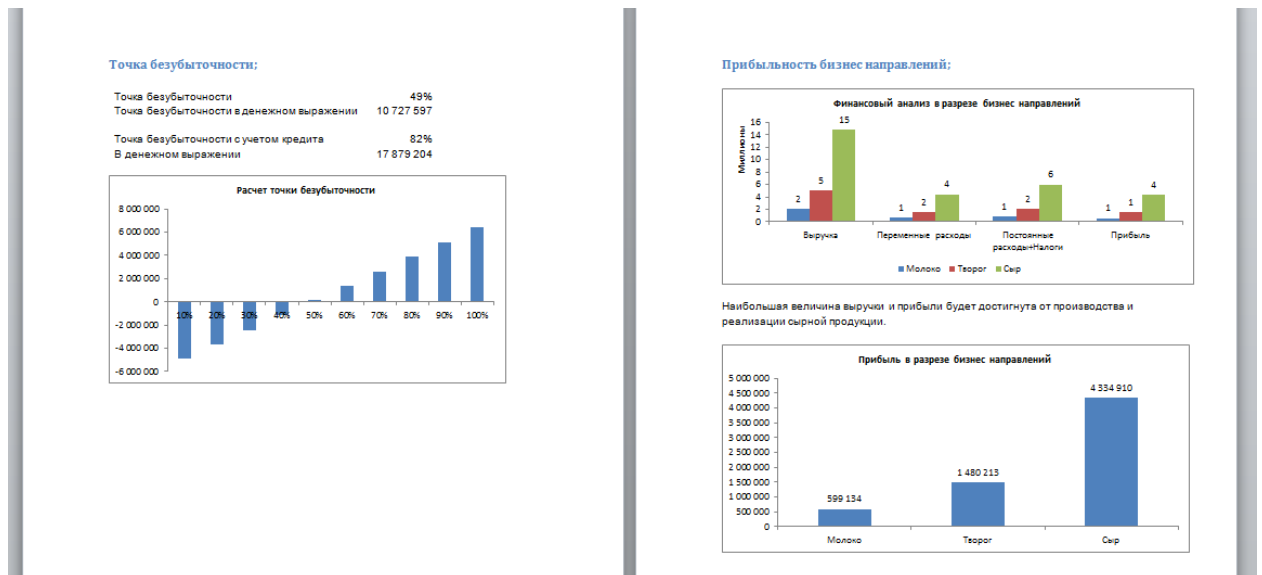 Точка безубыточности;
Точка безубыточности 49%
Точка безубыточности в денежном выражении 10 727 597
Точка безубыточности с учетом кредита 82%
В денежном выражении 17 879 204
Расчет точки безубыточности
8 000 000
6 000 000
4 000 000
2 000 000
0
-2 000 000
-4 000 000
-6 000 000
10% 20% 30% 40% 50% 60% 70% 80% 90% 100%
Прибыльность бизнес направлений;
Финансовый анализ в разрезе бизнес направлений
Миллионы
16
14
12
10
8
6
4
2
0
2 5 15 1 2 4 1 2 6 1 1 4
Выручка Переменные расходы Постоянные расходы+Налоги Прибыль
Молоко Творог Сыр
Наибольшая величина выручки и прибыли будет достигнута от производства и
реализации сырной продукции.
Прибыль в разрезе бизнес направлений
5 000 000
4 500 000
4 000 000
3 500 000
3 000 000
2 500 000
2 000 000
1 500 000
1 000 000
500 000
0
599 134 1 480 213 4 334 910
Молоко Творог Сыр